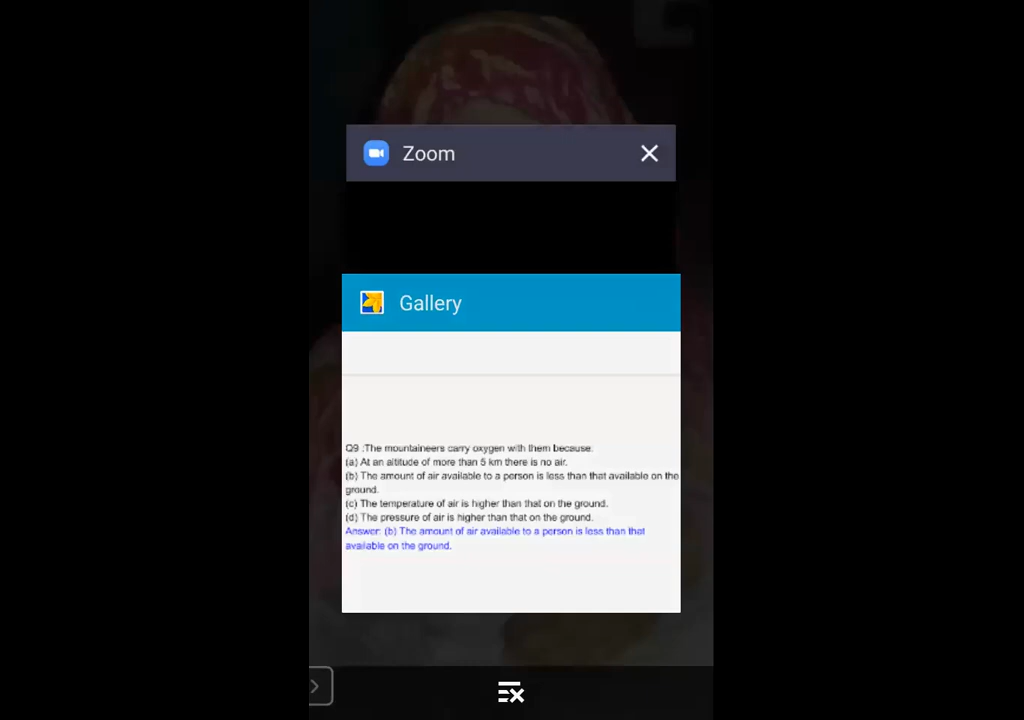 Zoom
Gallery
Q9 :The mountaineers carry oxygen with them because:
(a) At an altitude of more than 5 km there is no air.
(b) The amount of air available to a person is less than that available on the
ground.
(c) The temperature of air is higher than that on the ground.
(d) The pressure of air is higher than that on the ground.
Answer: (b) The amount of air available to a person is less than that
available on the ground.